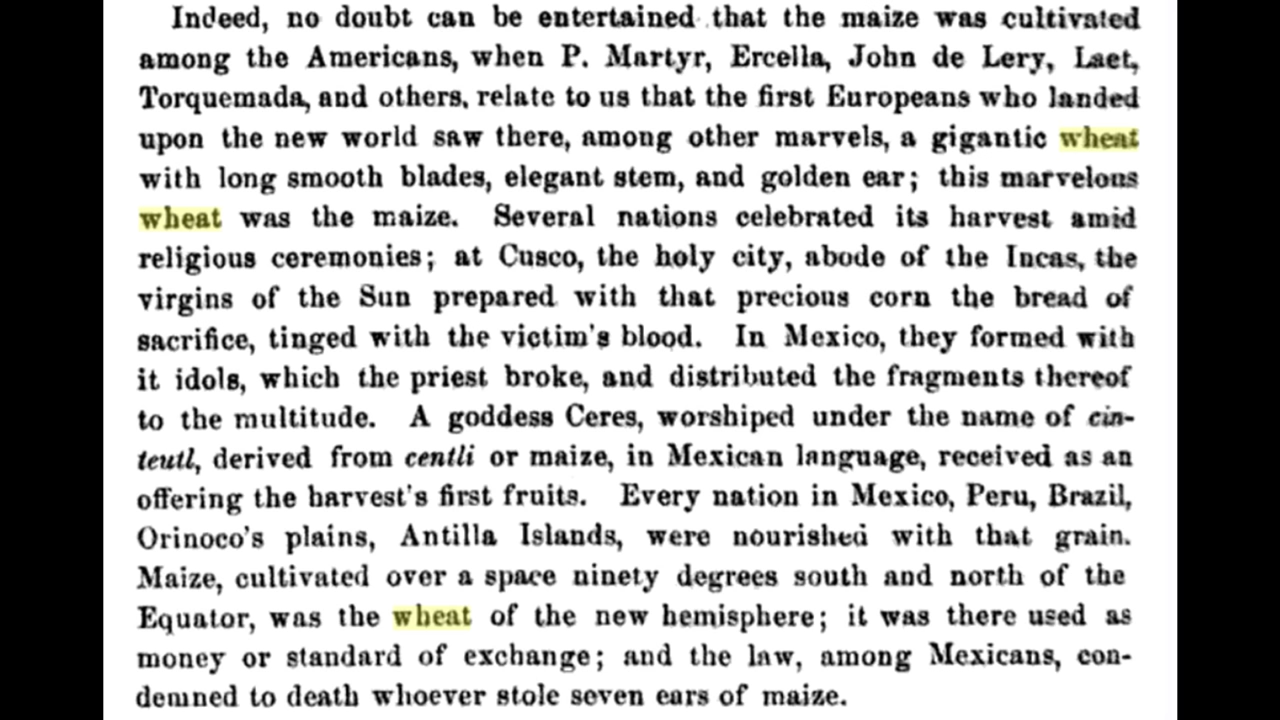 Indeed, no doubt can be entertained that the maize was cultivated
among the Americans, when P. Martyr, Ercella, John de Lery, Laet,
Torquemada, and others, relate to us that the first Europeans who landed
upon the new world saw there, among other marvels, a gigantic wheat
with long smooth blades, elegant stem, and golden ear; this marvelous
wheat was the maize. Several nations celebrated its harvest amid
religious ceremonies; at Cusco, the holy city, abode of the Incas, the
virgins of the Sun prepared with that precious corn the bread of
sacrifice, tinged with the victim's blood. In Mexico, they formed with
it idols, which the priest broke, and distributed the fragments thereof
to the multitude. A goddess Ceres, worshiped under the name of cin-
teutl, derived from centli or maize, in Mexican language, received as an
offering the harvest's first fruits. Every nation in Mexico, Peru, Brazil,
Orinoco's plains, Antilla Islands, were nourished with that grain.
Maize, cultivated over a space ninety degrees south and north of the
Equator, was the wheat of the new hemisphere; it was there used as
money or standard of exchange; and the law, among Mexicans, con-
demned to death whoever stole seven ears of maize.